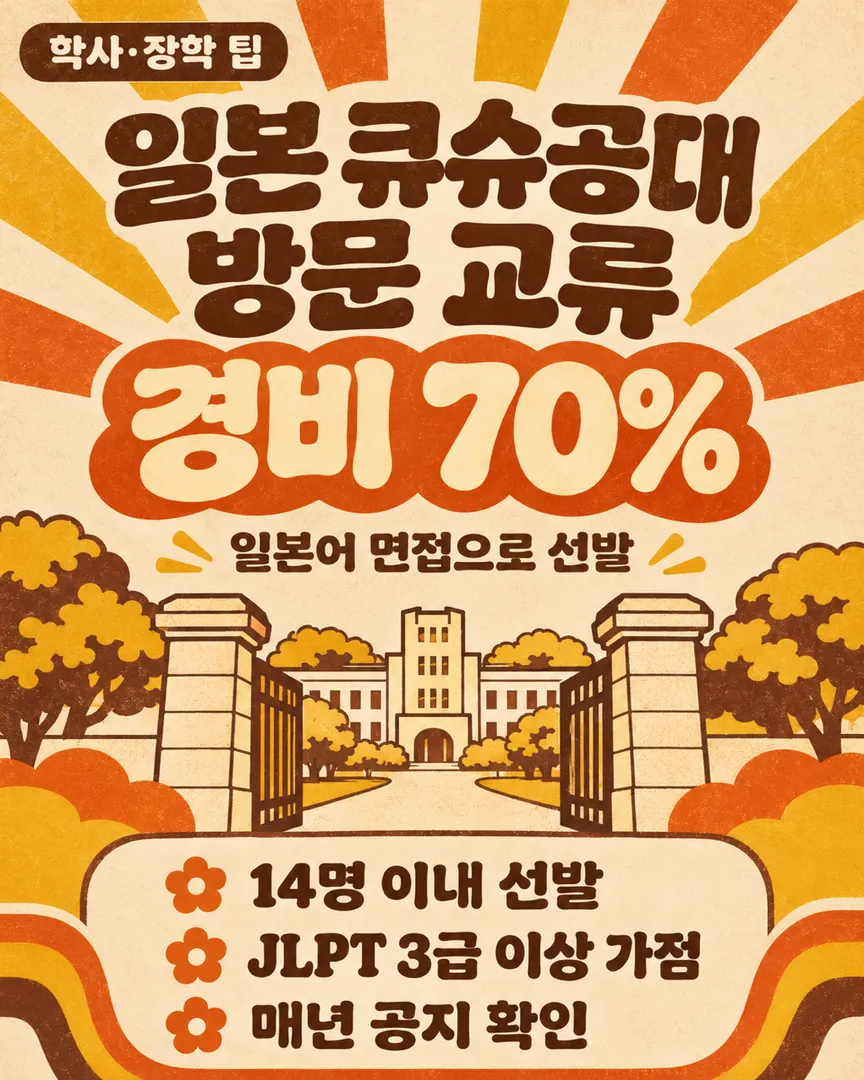 학사·장학 팁
일본 큐슈공대
방문 교류
경비 70%
일본어 면접으로 선발
14명 이내 선발
JLPT 3급 이상 가점
매년 공지 확인